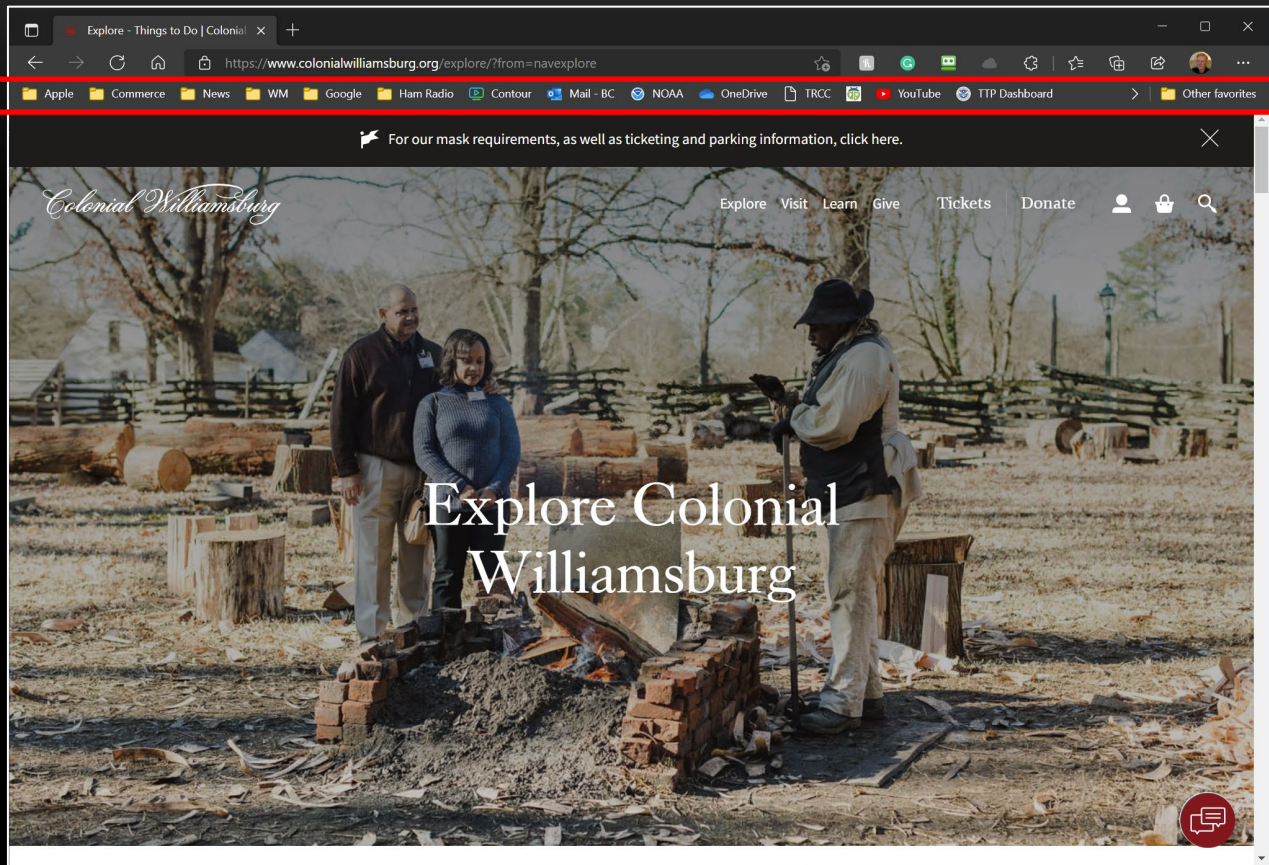 Explore - Things to Do | Colonial
https://www.colonialwilliamsburg.org/explore/?from=navexplore
Apple Commerce News WM Google Ham Radio Contour Mail - BC NOAA OneDrive TRCC YouTube TTP Dashboard Other favorites
For our mask requirements, as well as ticketing and parking information, click here.
Colonial Williamsburg Explore Visit Learn Give Tickets Donate
Explore Colonial
Williamsburg